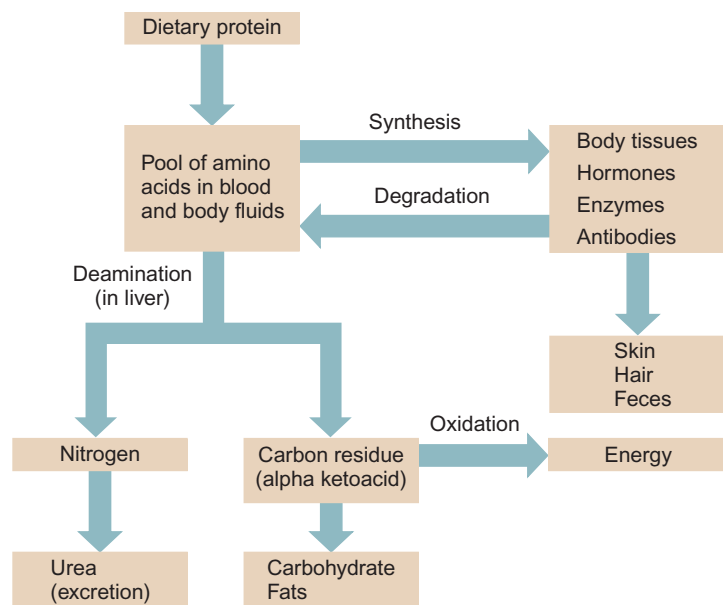 Dietary protein
Pool of amino
acids in blood
and body fluids
Synthesis
Degradation
Body tissues
Hormones
Enzymes
Antibodies
Deamination
(in liver)
Skin
Hair
Feces
Nitrogen
Carbon residue
(alpha ketoacid)
Oxidation
Energy
Urea
(excretion)
Carbohydrate
Fats